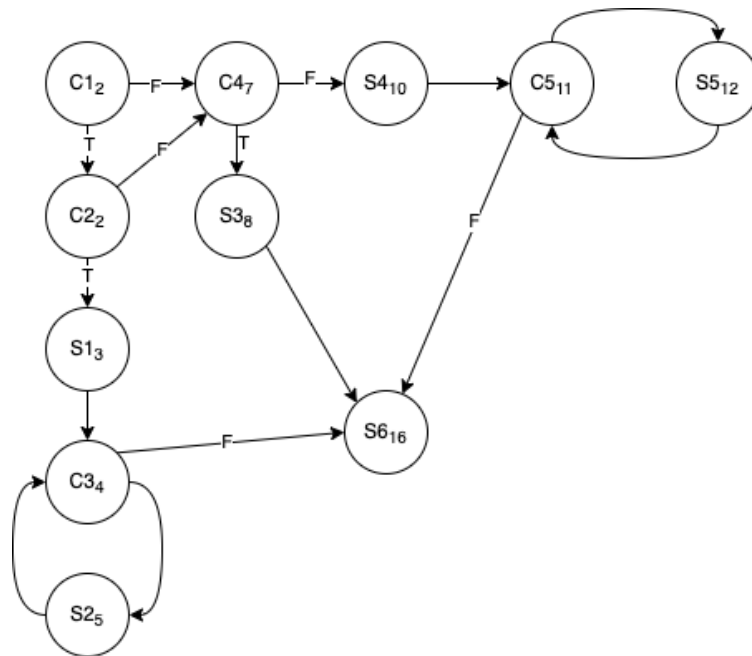 C1₂ F C4₇ F S4₁₀ C5₁₁ S5₁₂
T T
F
C2₂ S3₈ F
T
S1₃
F S6₁₆
C3₄
S2₅